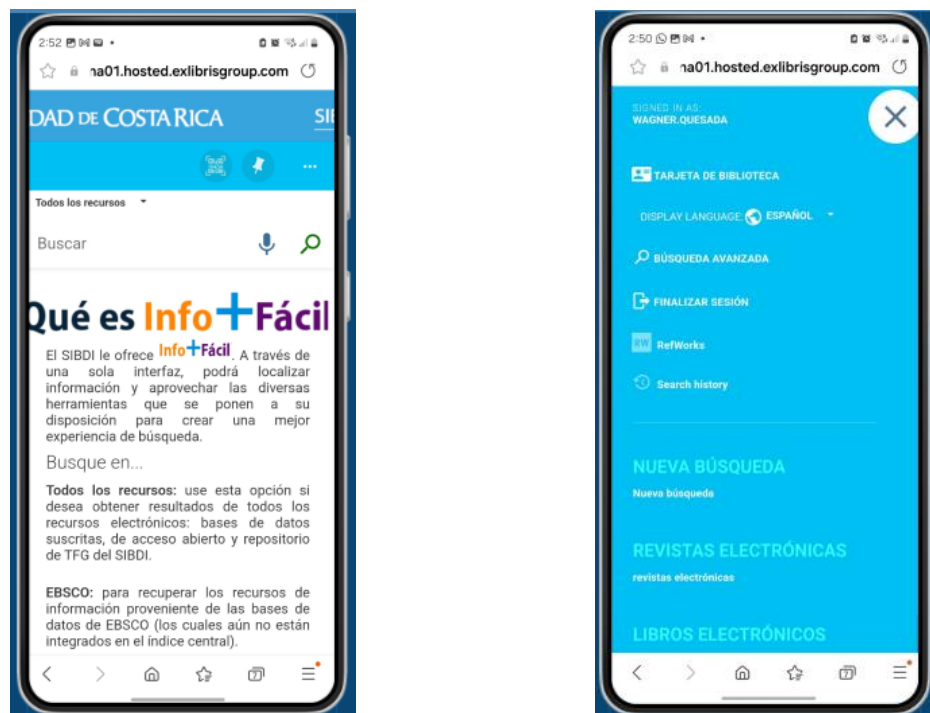 2:52
na01.hosted.exlibrisgroup.com
DAD DE COSTA RICA SIB
Todos los recursos
Buscar
Qué es Info+Fácil
El SIBDI le ofrece Info+Fácil. A través de
una sola interfaz, podrá localizar
información y aprovechar las diversas
herramientas que se ponen a su
disposición para crear una mejor
experiencia de búsqueda.
Busque en...
Todos los recursos: use esta opción si
desea obtener resultados de todos los
recursos electrónicos: bases de datos
suscritas, de acceso abierto y repositorio
de TFG del SIBDI.
EBSCO: para recuperar los recursos de
información proveniente de las bases de
datos de EBSCO (los cuales aún no están
integrados en el índice central).
7
2:50
na01.hosted.exlibrisgroup.com
SIGNED IN AS:
WAGNER.QUESADA
TARJETA DE BIBLIOTECA
DISPLAY LANGUAGE: ESPAÑOL
BÚSQUEDA AVANZADA
FINALIZAR SESIÓN
RW RefWorks
Search history
NUEVA BÚSQUEDA
Nueva búsqueda
REVISTAS ELECTRÓNICAS
revistas electrónicas
LIBROS ELECTRÓNICOS
7